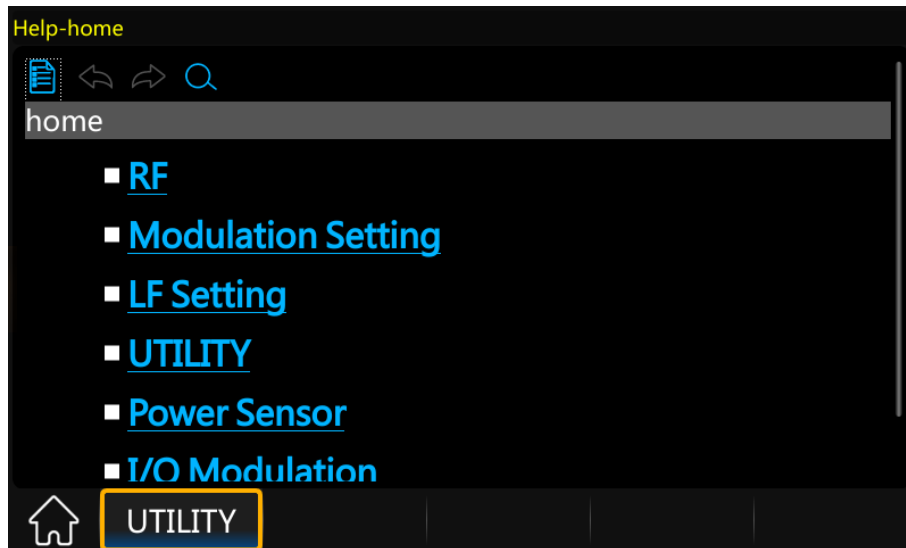 Help-home
home
RF
Modulation Setting
LF Setting
UTILITY
Power Sensor
I/Q Modulation
UTILITY